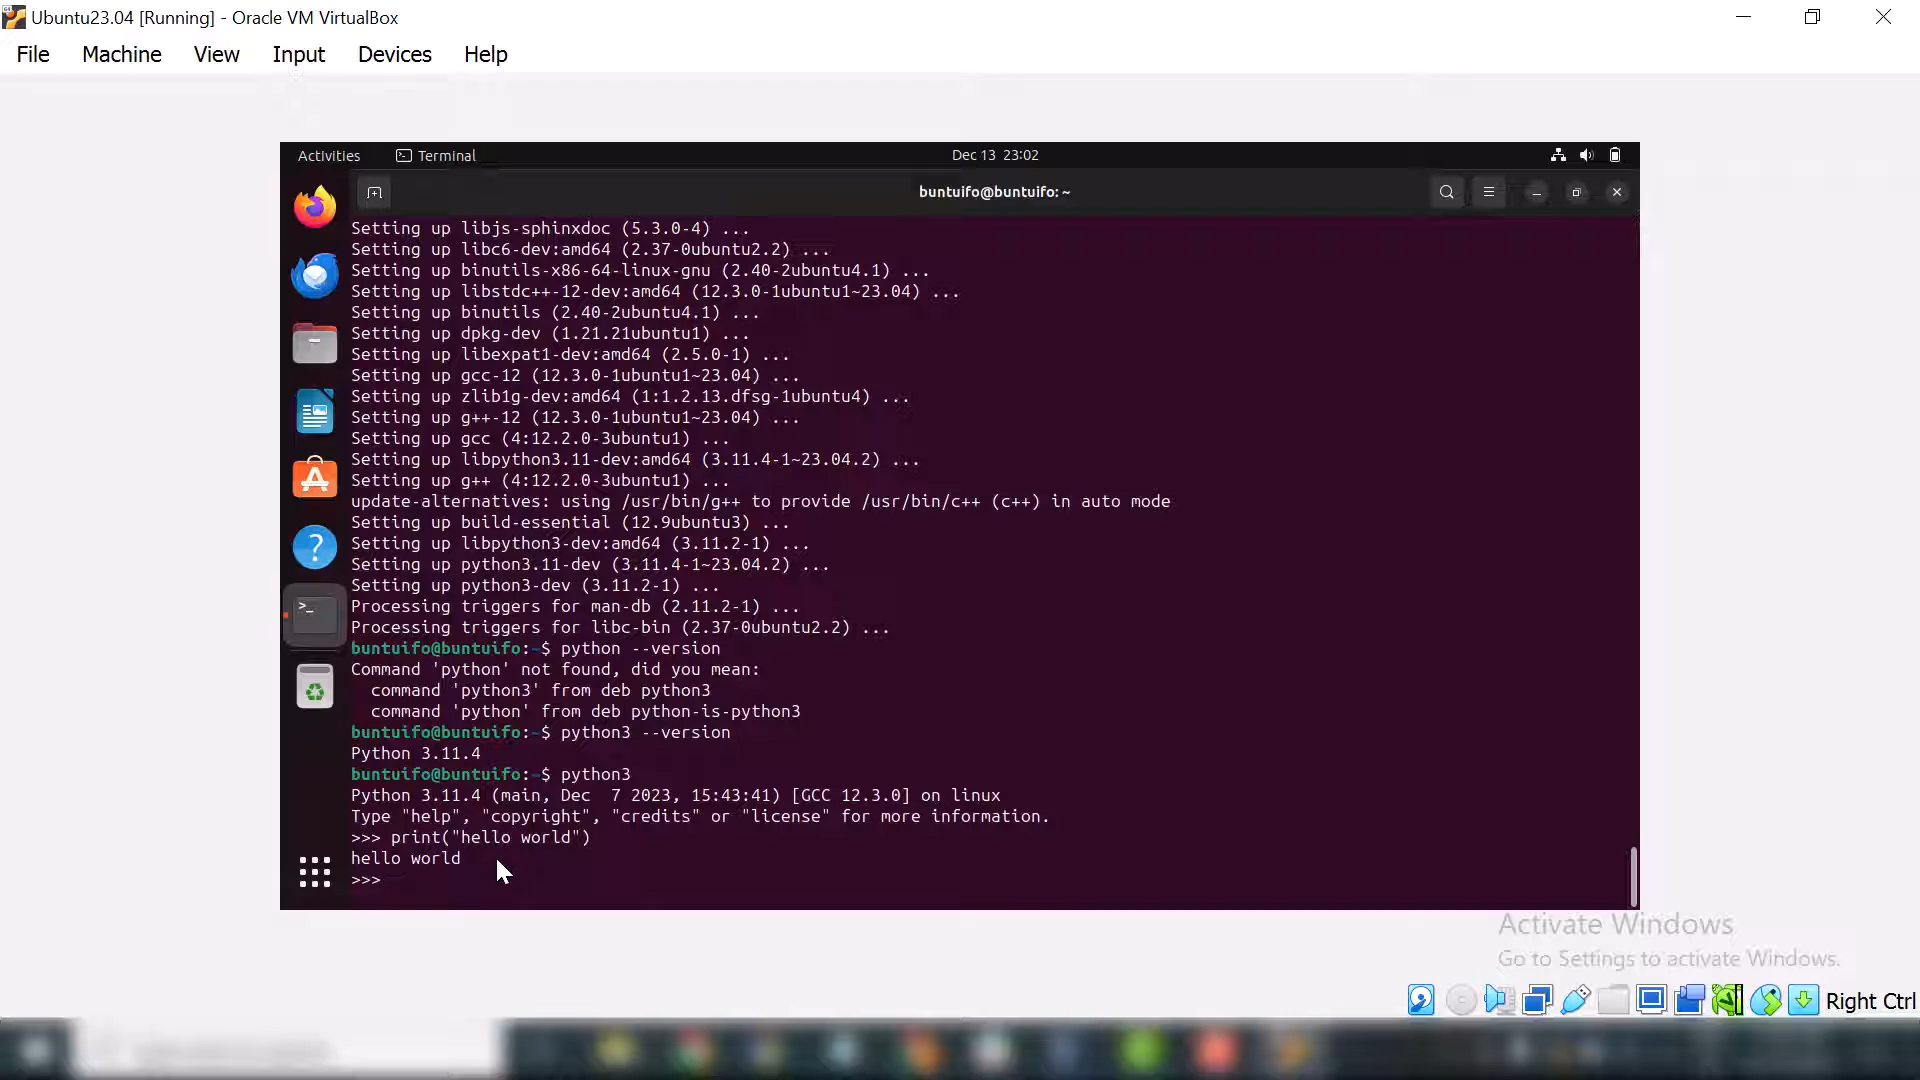 Ubuntu23.04 [Running] - Oracle VM VirtualBox
File Machine View Input Devices Help
Activities Terminal Dec 13 23:02
buntuifo@buntuifo: ~
Setting up libjs-sphinxdoc (5.3.0-4) ...
Setting up libc6-dev:amd64 (2.37-0ubuntu2.2) ...
Setting up binutils-x86-64-linux-gnu (2.40-2ubuntu4.1) ...
Setting up libstdc++-12-dev:amd64 (12.3.0-1ubuntu1~23.04) ...
Setting up binutils (2.40-2ubuntu4.1) ...
Setting up dpkg-dev (1.21.21ubuntu1) ...
Setting up libexpat1-dev:amd64 (2.5.0-1) ...
Setting up gcc-12 (12.3.0-1ubuntu1~23.04) ...
Setting up zlib1g-dev:amd64 (1:1.2.13.dfsg-1ubuntu4) ...
Setting up g++-12 (12.3.0-1ubuntu1~23.04) ...
Setting up gcc (4:12.2.0-3ubuntu1) ...
Setting up libpython3.11-dev:amd64 (3.11.4-1~23.04.2) ...
Setting up g++ (4:12.2.0-3ubuntu1) ...
update-alternatives: using /usr/bin/g++ to provide /usr/bin/c++ (c++) in auto mode
Setting up build-essential (12.9ubuntu3) ...
Setting up libpython3-dev:amd64 (3.11.2-1) ...
Setting up python3.11-dev (3.11.4-1~23.04.2) ...
Setting up python3-dev (3.11.2-1) ...
Processing triggers for man-db (2.11.2-1) ...
Processing triggers for libc-bin (2.37-0ubuntu2.2) ...
buntuifo@buntuifo:~$ python --version
Command 'python' not found, did you mean:
  command 'python3' from deb python3
  command 'python' from deb python-is-python3
buntuifo@buntuifo:~$ python3 --version
Python 3.11.4
buntuifo@buntuifo:~$ python3
Python 3.11.4 (main, Dec  7 2023, 15:43:41) [GCC 12.3.0] on linux
Type "help", "copyright", "credits" or "license" for more information.
>>> print("hello world")
hello world
>>>
Activate Windows
Go to Settings to activate Windows.
Right Ctrl